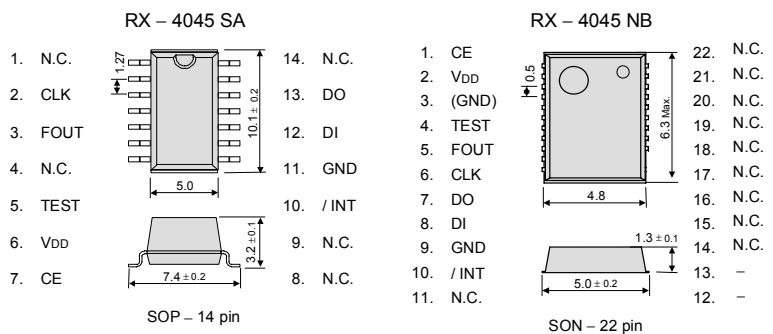 RX – 4045 SA
1. N.C.
2. CLK
3. FOUT
4. N.C.
5. TEST
6. VDD
7. CE
14. N.C.
13. DO
12. DI
11. GND
10. / INT
9. N.C.
8. N.C.
1.27
10.1 ± 0.2
5.0
3.2 ± 0.1
7.4 ± 0.2
SOP – 14 pin
RX – 4045 NB
1. CE
2. VDD
3. (GND)
4. TEST
5. FOUT
6. CLK
7. DO
8. DI
9. GND
10. / INT
11. N.C.
22. N.C.
21. N.C.
20. N.C.
19. N.C.
18. N.C.
17. N.C.
16. N.C.
15. N.C.
14. N.C.
13. –
12. –
0.5
6.3 Max.
4.8
1.3 ± 0.1
5.0 ± 0.2
SON – 22 pin